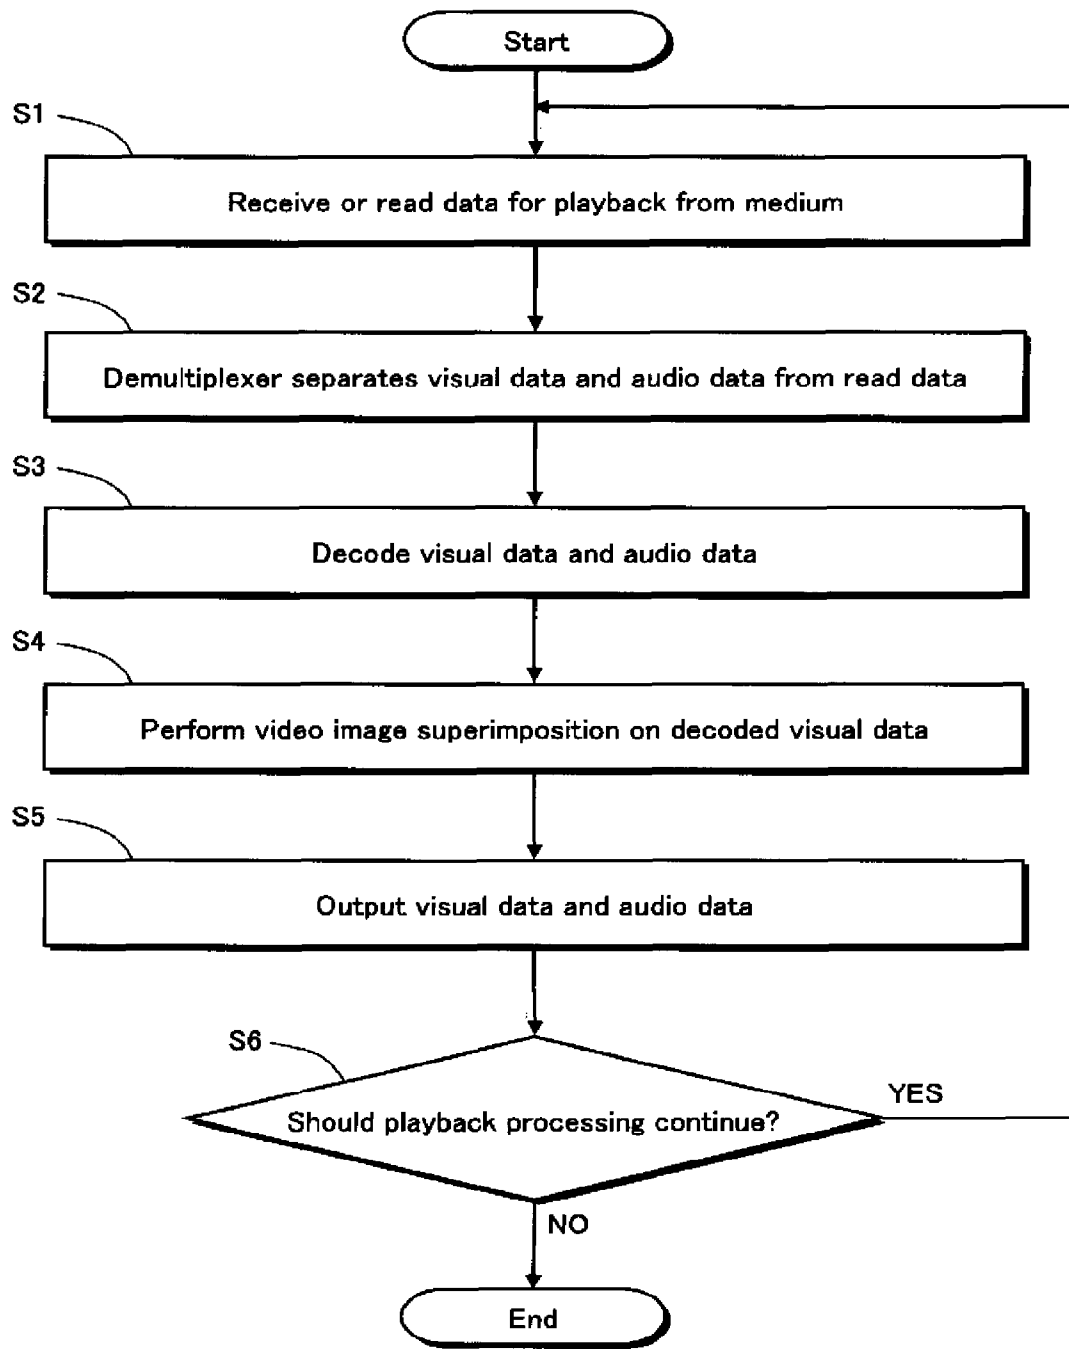 Start
S1
Receive or read data for playback from medium
S2
Demultiplexer separates visual data and audio data from read data
S3
Decode visual data and audio data
S4
Perform video image superimposition on decoded visual data
S5
Output visual data and audio data
S6
Should playback processing continue?
YES
NO
End